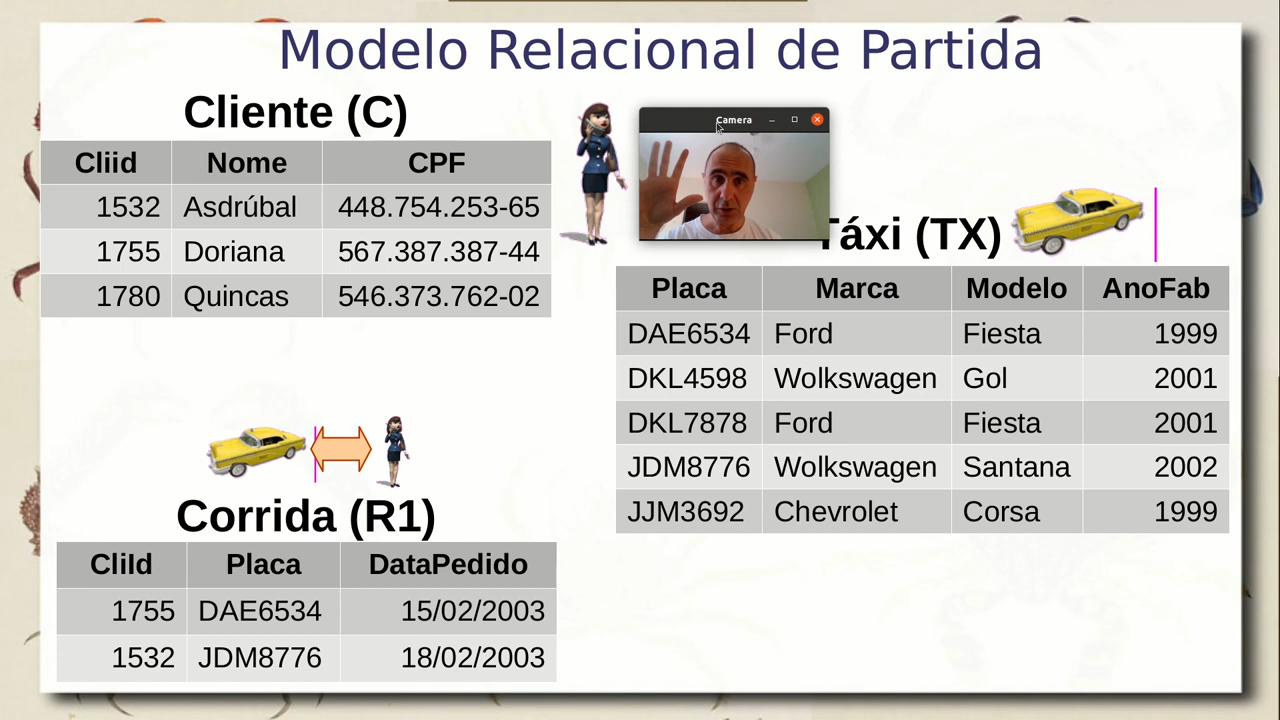 Modelo Relacional de Partida
Cliente (C)
Cliid Nome CPF
1532 Asdrúbal 448.754.253-65
1755 Doriana 567.387.387-44
1780 Quincas 546.373.762-02
Camera
Táxi (TX)
Placa Marca Modelo AnoFab
DAE6534 Ford Fiesta 1999
DKL4598 Wolkswagen Gol 2001
DKL7878 Ford Fiesta 2001
JDM8776 Wolkswagen Santana 2002
JJM3692 Chevrolet Corsa 1999
Corrida (R1)
CliId Placa DataPedido
1755 DAE6534 15/02/2003
1532 JDM8776 18/02/2003